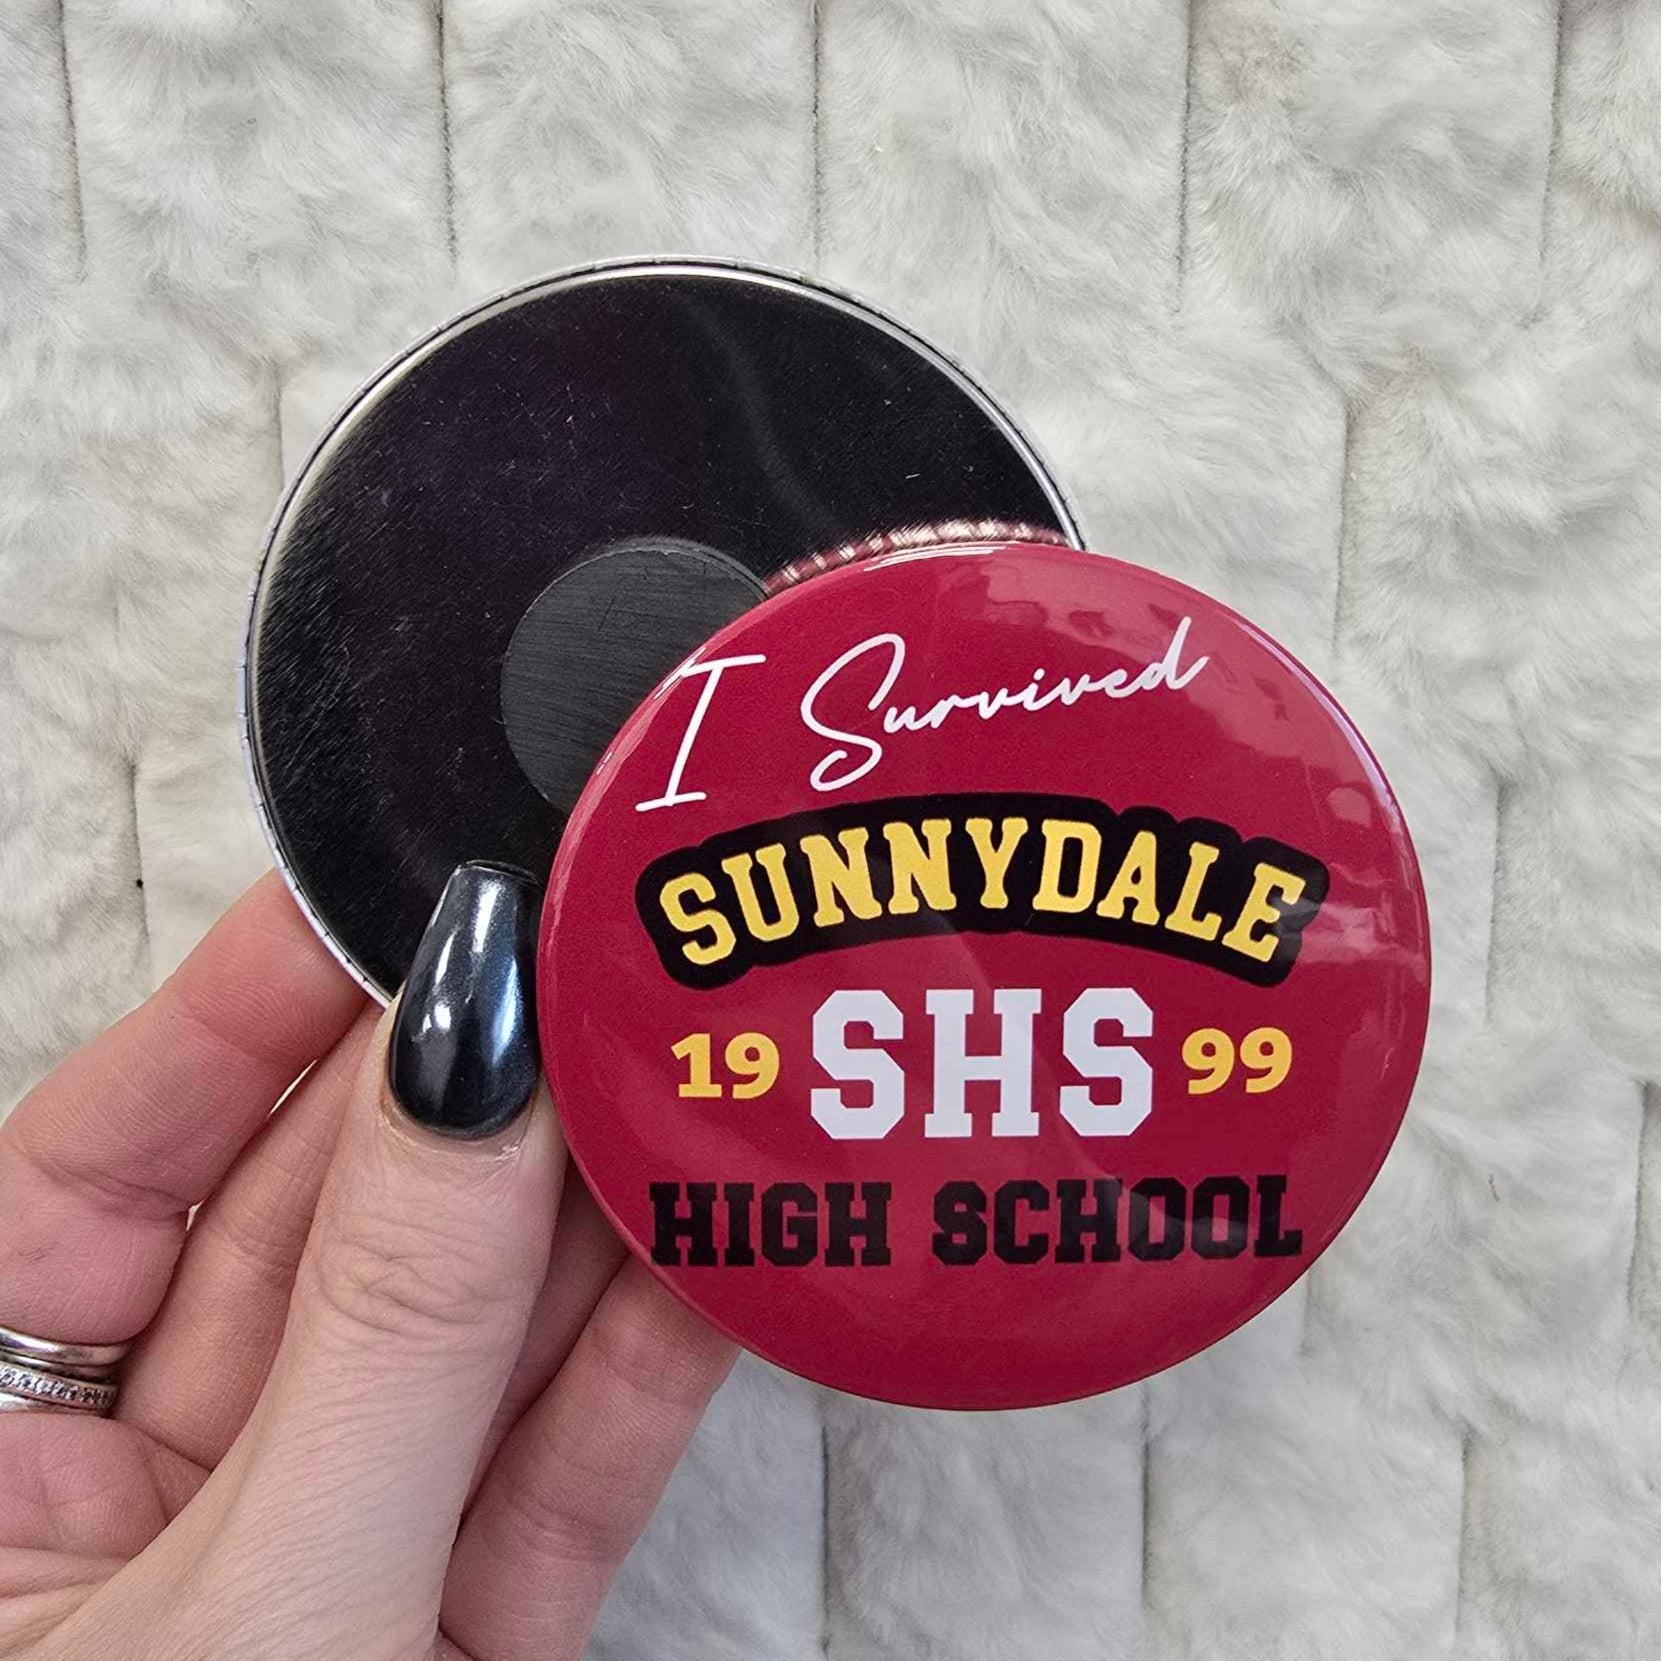 I Survived
SUNNYDALE
19 SHS 99
HIGH SCHOOL